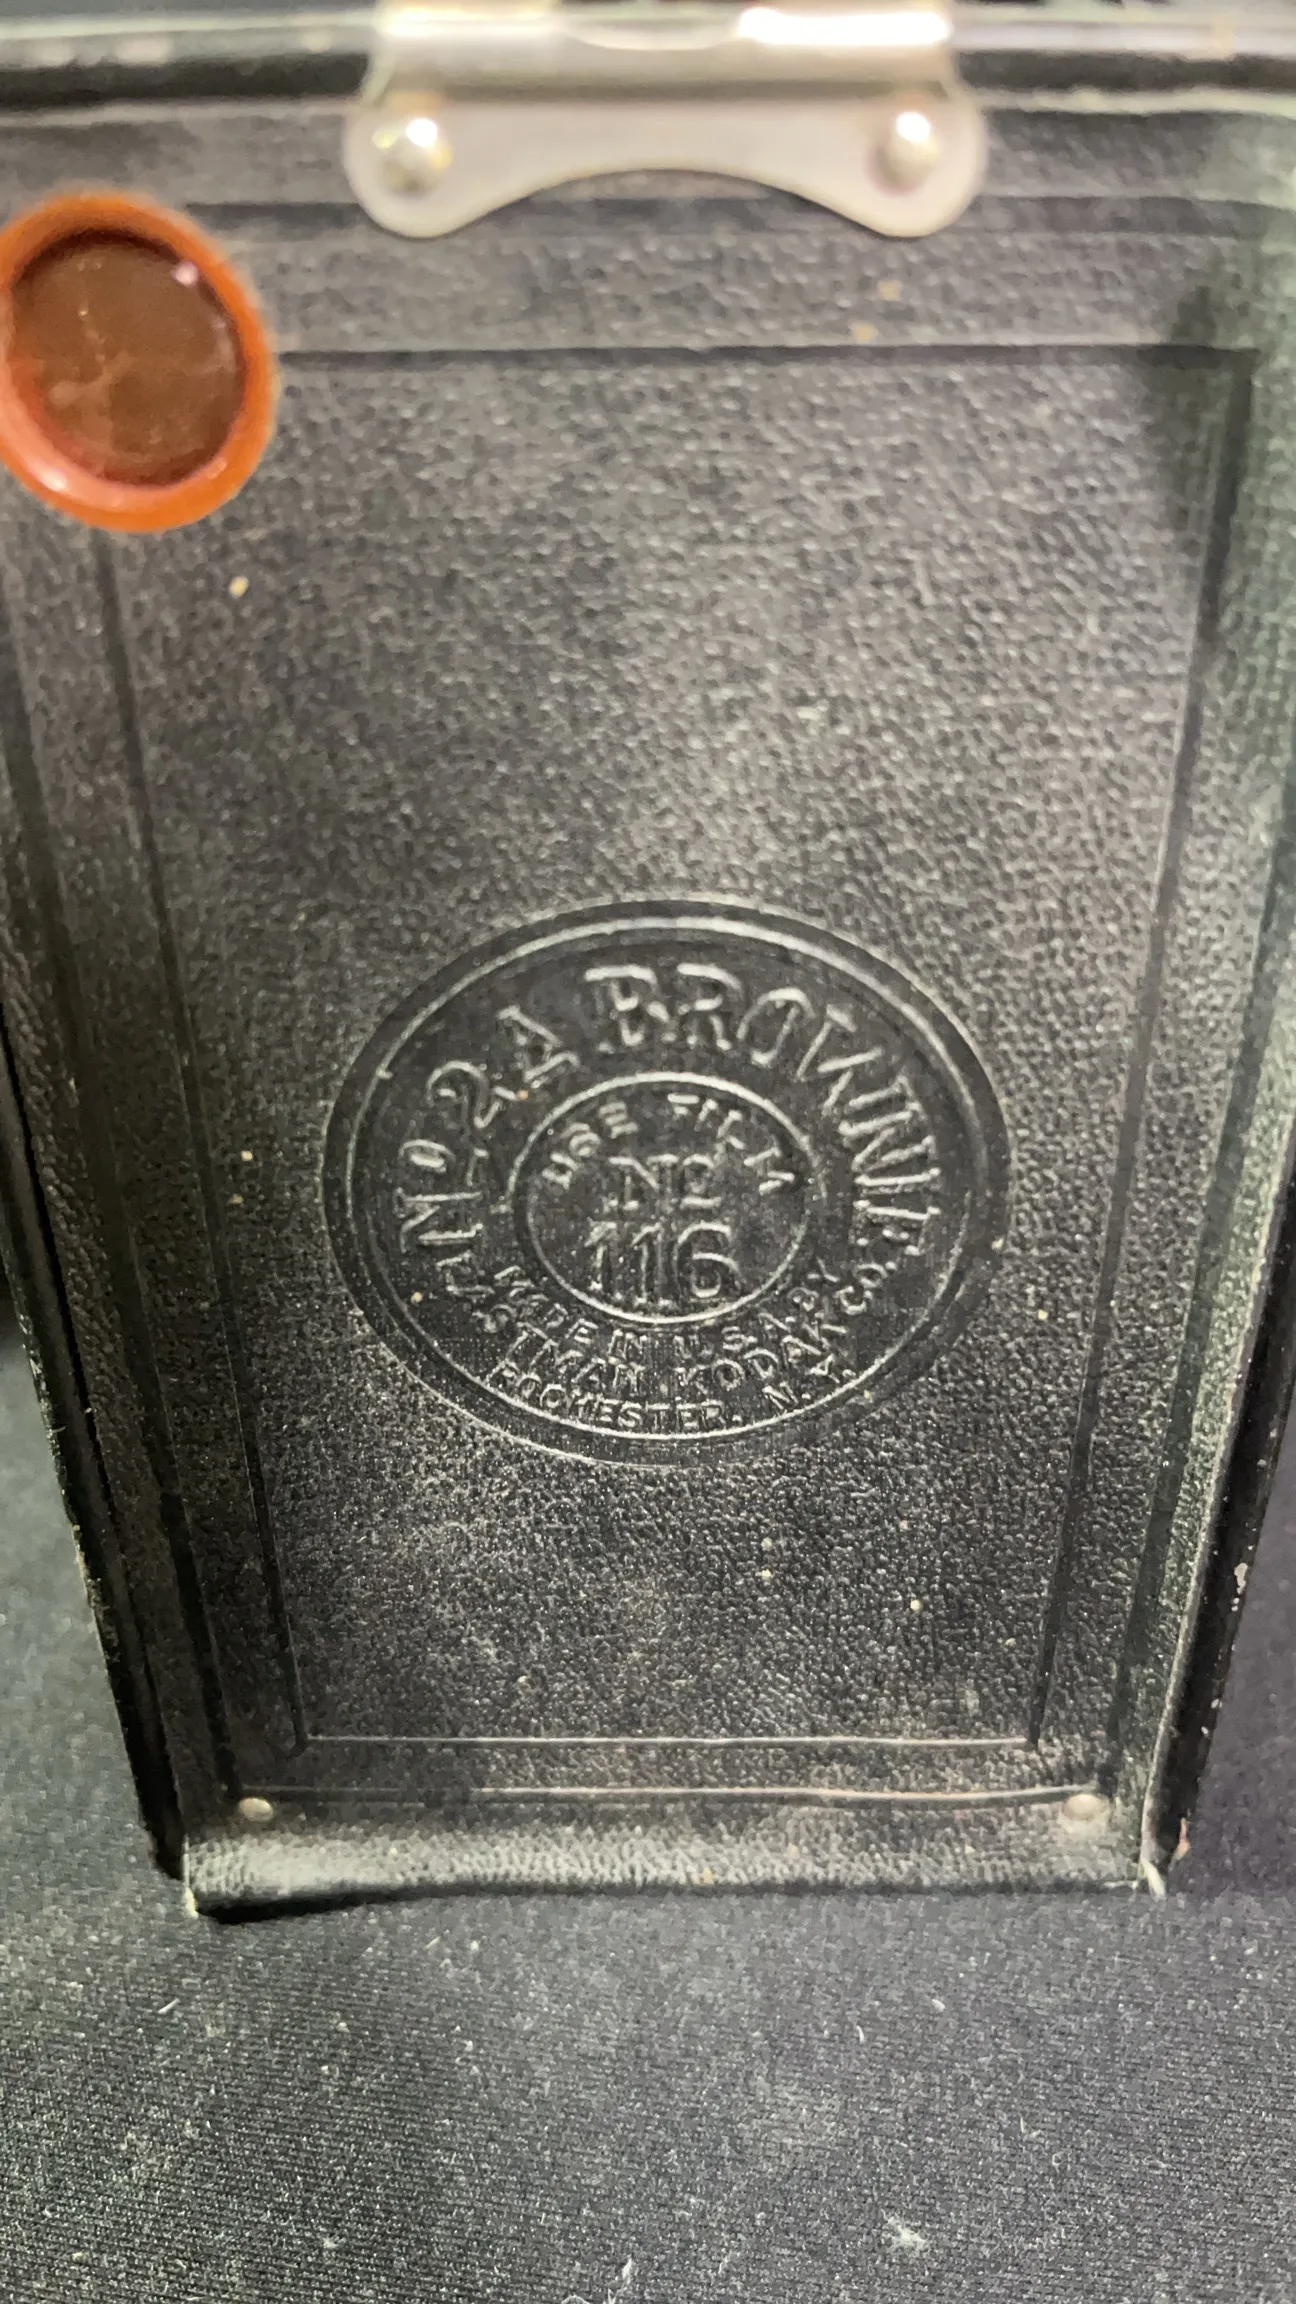 Nº 2A BROWNIE
USE FILM
Nº
116
MADE IN U.S.A. BY
EASTMAN KODAK CO.
ROCHESTER, N.Y.